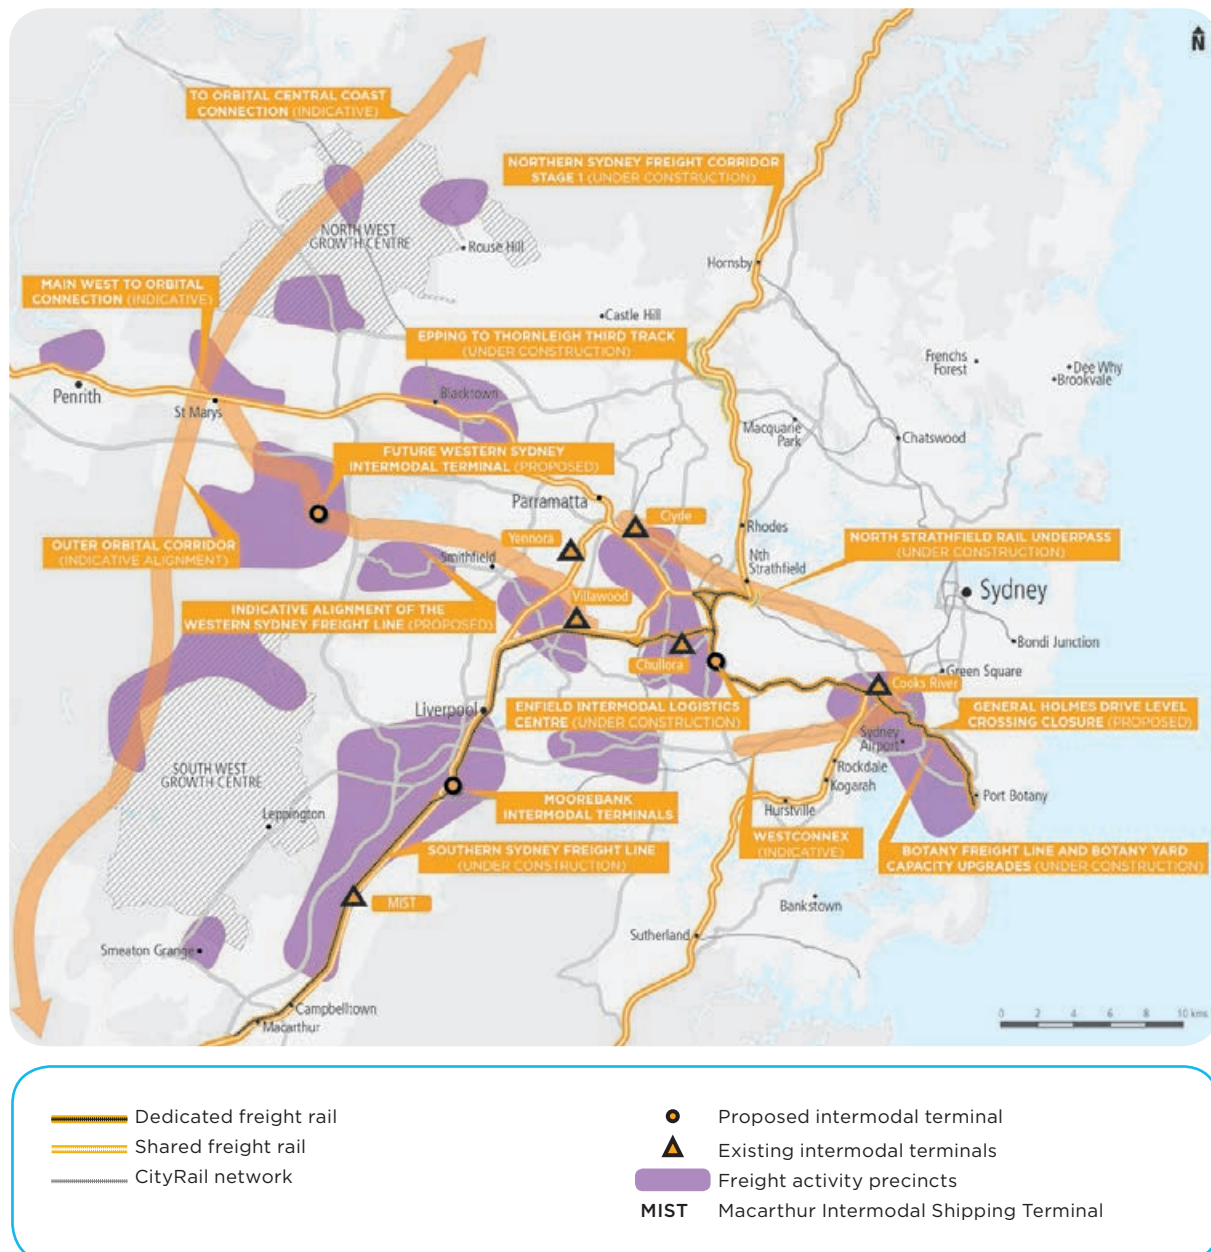 N
TO ORBITAL CENTRAL COAST
CONNECTION (INDICATIVE)
NORTHERN SYDNEY FREIGHT CORRIDOR
STAGE 1 (UNDER CONSTRUCTION)
NORTH WEST
GROWTH CENTRE
Rouse Hill
Hornsby
MAIN WEST TO ORBITAL
CONNECTION (INDICATIVE)
Castle Hill
EPPING TO THORNLEIGH THIRD TRACK
(UNDER CONSTRUCTION)
Frenchs
Forest
Dee Why
Brookvale
Penrith
St Marys
Blacktown
Macquarie
Park
Chatswood
FUTURE WESTERN SYDNEY
INTERMODAL TERMINAL (PROPOSED)
Parramatta
Clyde
Rhodes
Yennora
OUTER ORBITAL CORRIDOR
(INDICATIVE ALIGNMENT)
Smithfield
Nth
Strathfield
NORTH STRATHFIELD RAIL UNDERPASS
(UNDER CONSTRUCTION)
Sydney
Villawood
INDICATIVE ALIGNMENT OF THE
WESTERN SYDNEY FREIGHT LINE (PROPOSED)
Bondi Junction
Chullora
Green Square
Cooks River
Liverpool
ENFIELD INTERMODAL LOGISTICS
CENTRE (UNDER CONSTRUCTION)
GENERAL HOLMES DRIVE LEVEL
CROSSING CLOSURE (PROPOSED)
Sydney
Airport
SOUTH WEST
GROWTH CENTRE
Rockdale
Kogarah
Port Botany
Leppington
MOOREBANK
INTERMODAL TERMINALS
Hurstville
WESTCONNEX
(INDICATIVE)
SOUTHERN SYDNEY FREIGHT LINE
(UNDER CONSTRUCTION)
BOTANY FREIGHT LINE AND BOTANY YARD
CAPACITY UPGRADES (UNDER CONSTRUCTION)
MIST
Bankstown
Smeaton Grange
Sutherland
Campbelltown
Macarthur
0 2 4 6 8 10 kms
Dedicated freight rail
Shared freight rail
CityRail network
Proposed intermodal terminal
Existing intermodal terminals
Freight activity precincts
MIST Macarthur Intermodal Shipping Terminal